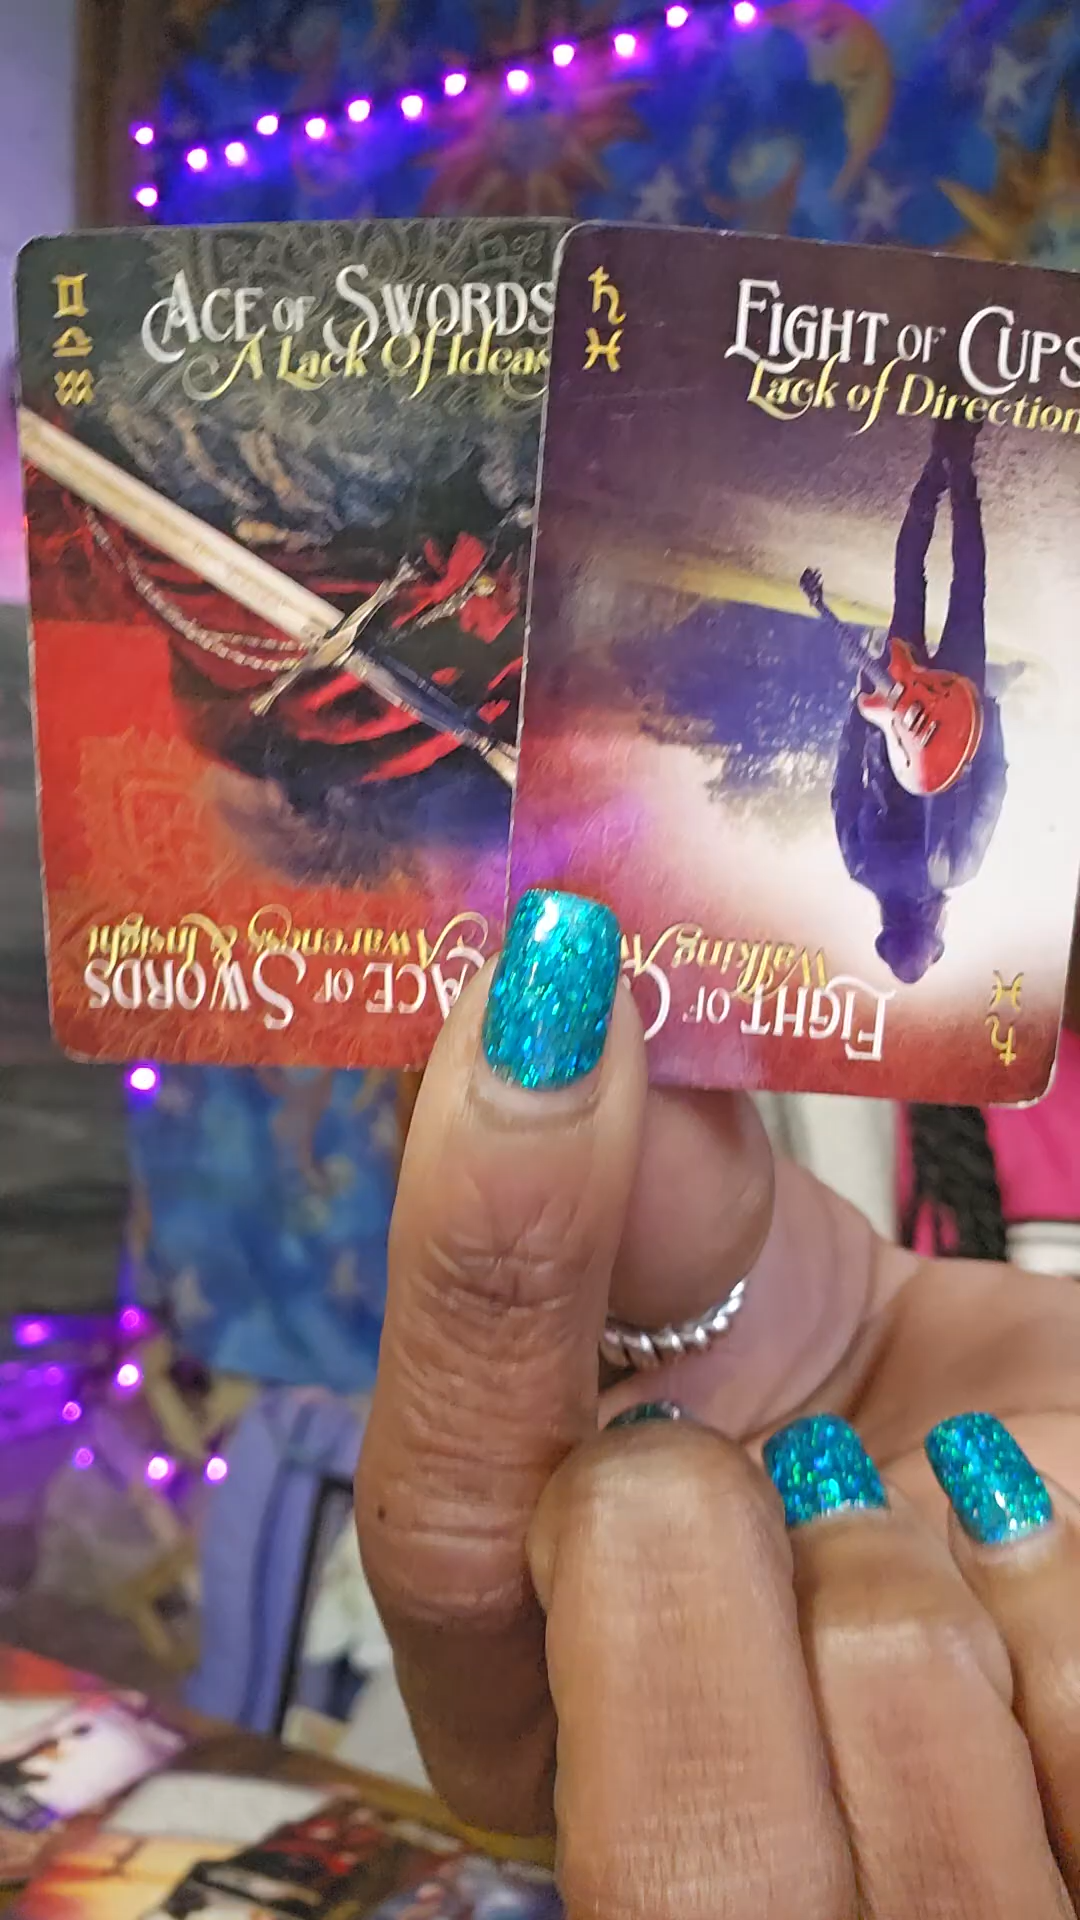 ACE OF SWORDS
A Lack Of Ideas
EIGHT OF CUPS
Lack of Direction
Awareness & Insight
ACE OF SWORDS
Walking
EIGHT OF